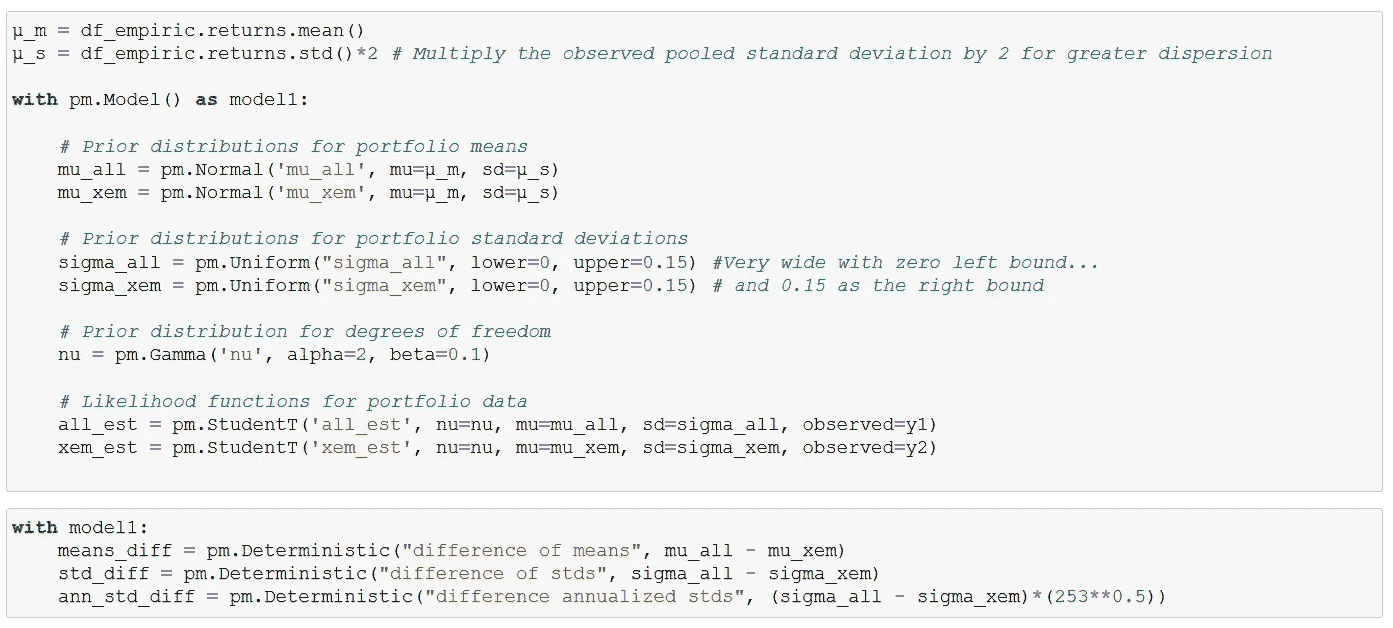 μ_m = df_empiric.returns.mean()
μ_s = df_empiric.returns.std()*2 # Multiply the observed pooled standard deviation by 2 for greater dispersion
with pm.Model() as model1:
# Prior distributions for portfolio means
mu_all = pm.Normal('mu_all', mu=μ_m, sd=μ_s)
mu_xem = pm.Normal('mu_xem', mu=μ_m, sd=μ_s)
# Prior distributions for portfolio standard deviations
sigma_all = pm.Uniform("sigma_all", lower=0, upper=0.15) #Very wide with zero left bound...
sigma_xem = pm.Uniform("sigma_xem", lower=0, upper=0.15) # and 0.15 as the right bound
# Prior distribution for degrees of freedom
nu = pm.Gamma('nu', alpha=2, beta=0.1)
# Likelihood functions for portfolio data
all_est = pm.StudentT('all_est', nu=nu, mu=mu_all, sd=sigma_all, observed=y1)
xem_est = pm.StudentT('xem_est', nu=nu, mu=mu_xem, sd=sigma_xem, observed=y2)
with model1:
means_diff = pm.Deterministic("difference of means", mu_all - mu_xem)
std_diff = pm.Deterministic("difference of stds", sigma_all - sigma_xem)
ann_std_diff = pm.Deterministic("difference annualized stds", (sigma_all - sigma_xem)*(253**0.5))